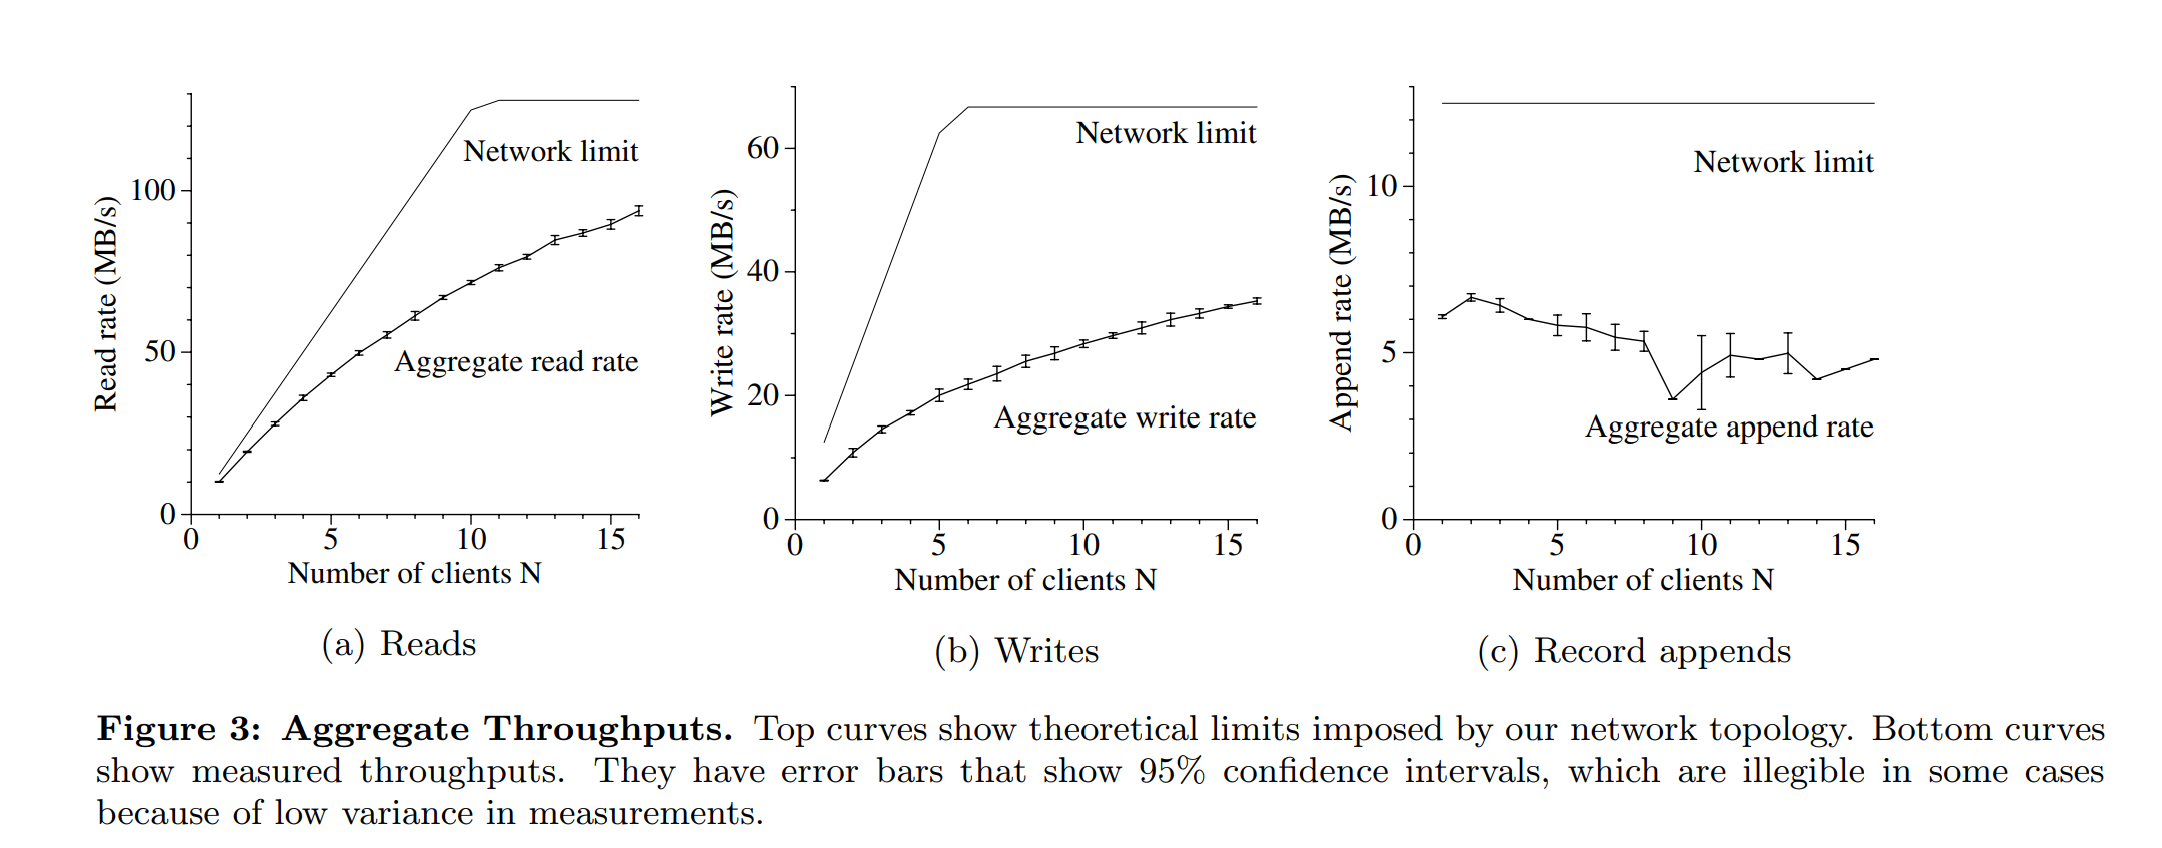 Read rate (MB/s)
100
50
0
Network limit
Aggregate read rate
0 5 10 15
Number of clients N
(a) Reads
Write rate (MB/s)
60
40
20
0
Network limit
Aggregate write rate
0 5 10 15
Number of clients N
(b) Writes
Append rate (MB/s)
10
5
0
Network limit
Aggregate append rate
0 5 10 15
Number of clients N
(c) Record appends
Figure 3: Aggregate Throughputs. Top curves show theoretical limits imposed by our network topology. Bottom curves
show measured throughputs. They have error bars that show 95% confidence intervals, which are illegible in some cases
because of low variance in measurements.